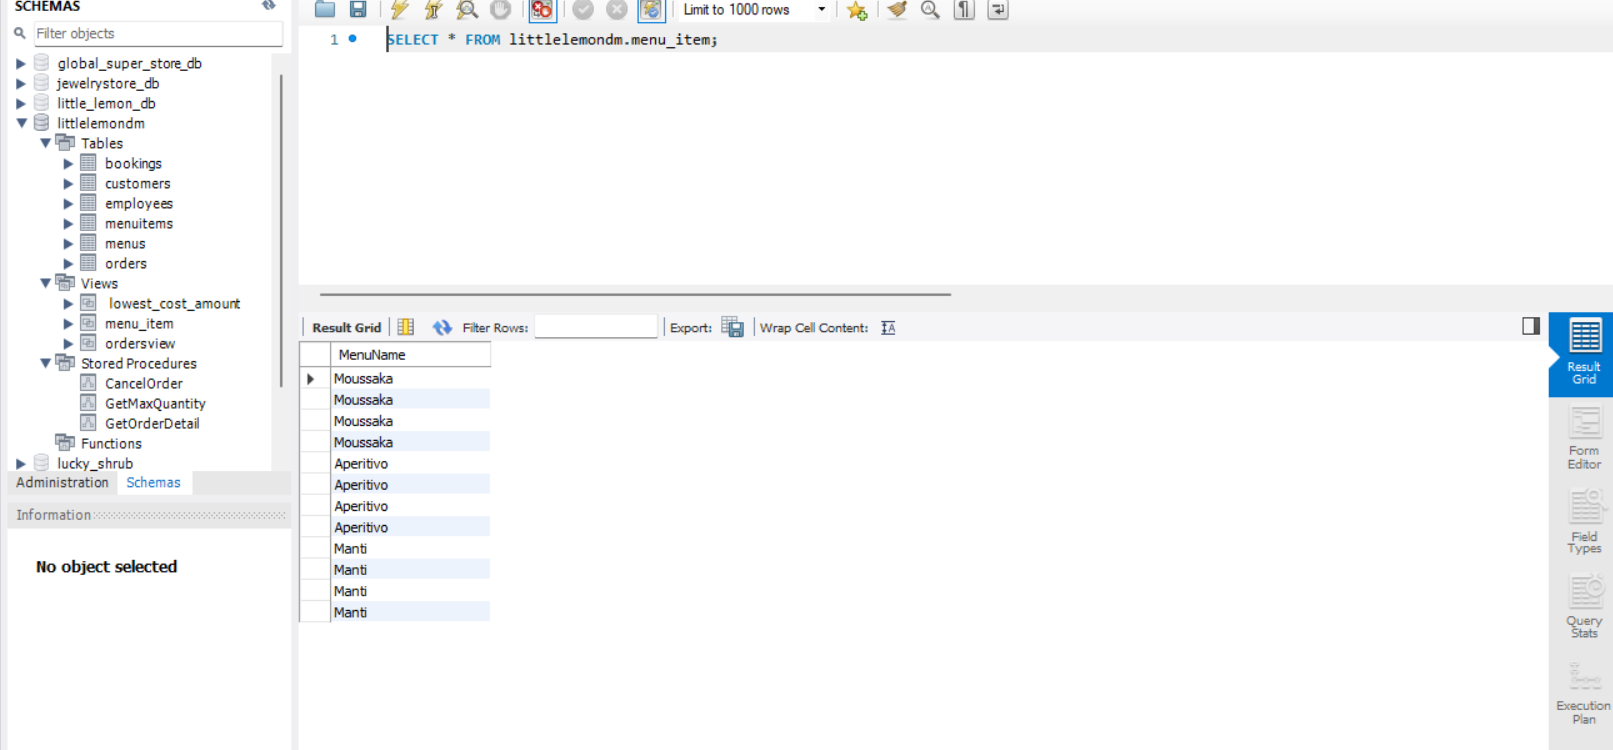 SCHEMAS
Filter objects
global_super_store_db
jewelrystore_db
little_lemon_db
littlelemondm
Tables
bookings
customers
employees
menuitems
menus
orders
Views
lowest_cost_amount
menu_item
ordersview
Stored Procedures
CancelOrder
GetMaxQuantity
GetOrderDetail
Functions
lucky_shrub
Administration Schemas
Information
No object selected
Limit to 1000 rows
1 SELECT * FROM littlelemondm.menu_item;
Result Grid Filter Rows: Export: Wrap Cell Content: IA
MenuName
Moussaka
Moussaka
Moussaka
Moussaka
Aperitivo
Aperitivo
Aperitivo
Aperitivo
Manti
Manti
Manti
Manti
Result
Grid
Form
Editor
Field
Types
Query
Stats
Execution
Plan